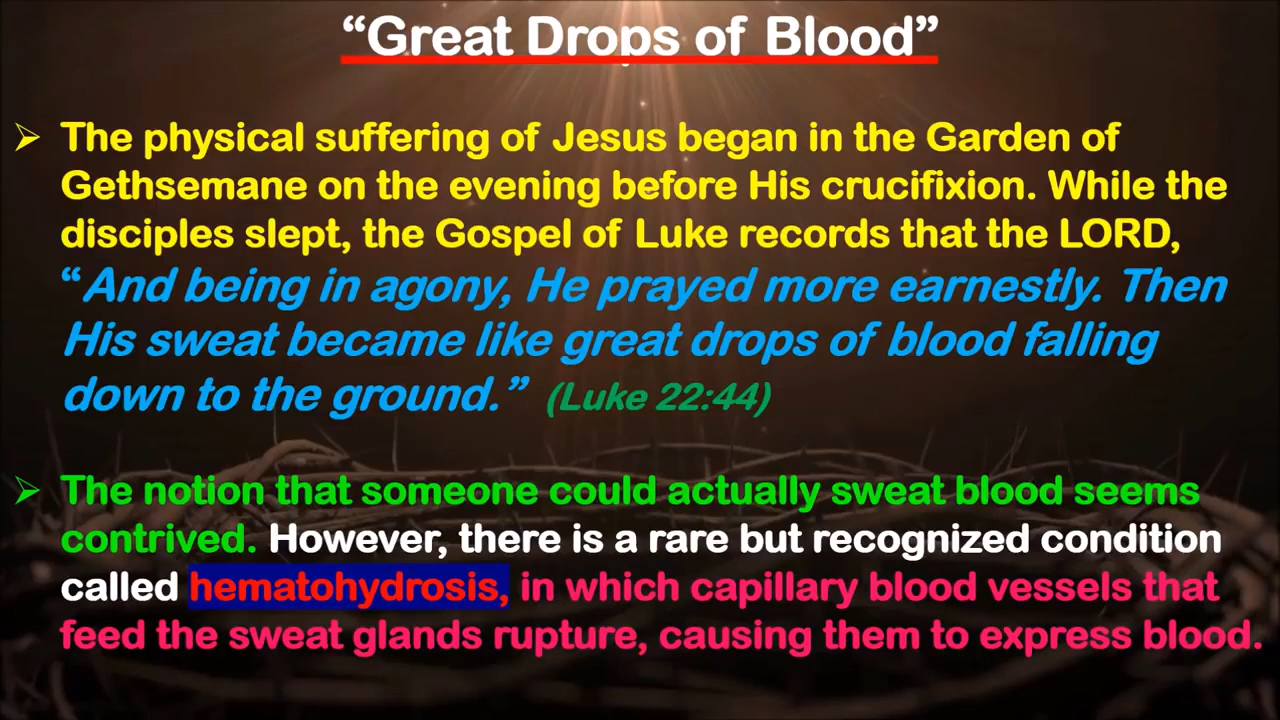 “Great Drops of Blood”
➢ The physical suffering of Jesus began in the Garden of
Gethsemane on the evening before His crucifixion. While the
disciples slept, the Gospel of Luke records that the LORD,
“And being in agony, He prayed more earnestly. Then
His sweat became like great drops of blood falling
down to the ground.” (Luke 22:44)
➢ The notion that someone could actually sweat blood seems
contrived. However, there is a rare but recognized condition
called hematohydrosis, in which capillary blood vessels that
feed the sweat glands rupture, causing them to express blood.